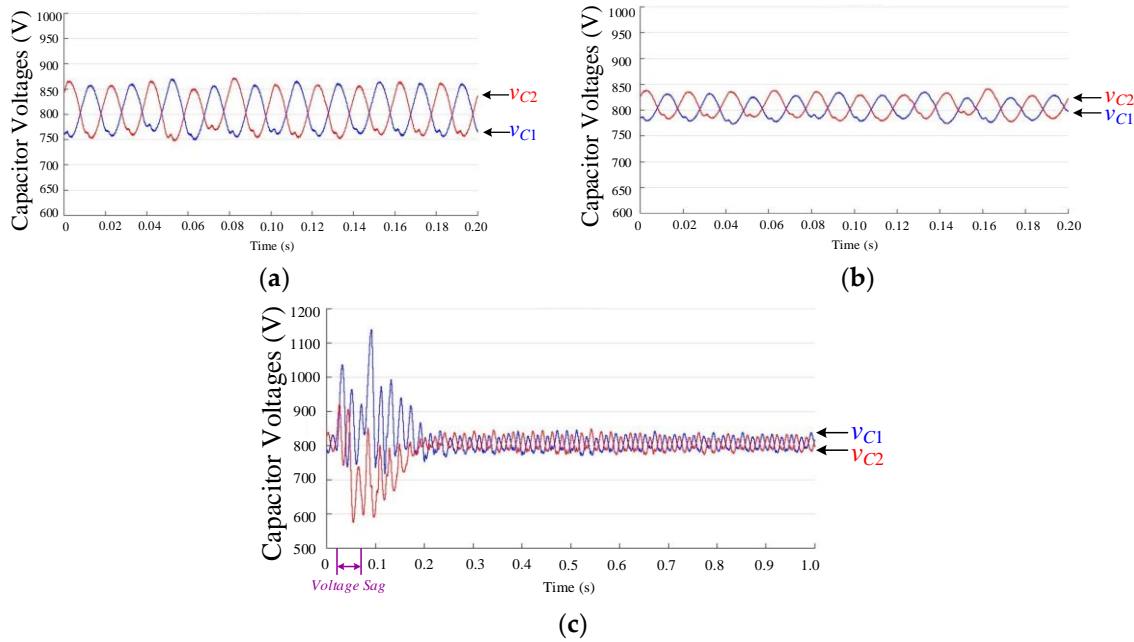 Capacitor Voltages (V)
1000
950
900
850
800
750
700
650
600
0 0.02 0.04 0.06 0.08 0.10 0.12 0.14 0.16 0.18 0.20
Time (s)
vC2
vC1
(a)
Capacitor Voltages (V)
1000
950
900
850
800
750
700
650
600
0 0.02 0.04 0.06 0.08 0.10 0.12 0.14 0.16 0.18 0.20
Time (s)
vC2
vC1
(b)
Capacitor Voltages (V)
1200
1100
1000
900
800
700
600
500
0 0.1 0.2 0.3 0.4 0.5 0.6 0.7 0.8 0.9 1.0
Voltage Sag
Time (s)
vC1
vC2
(c)